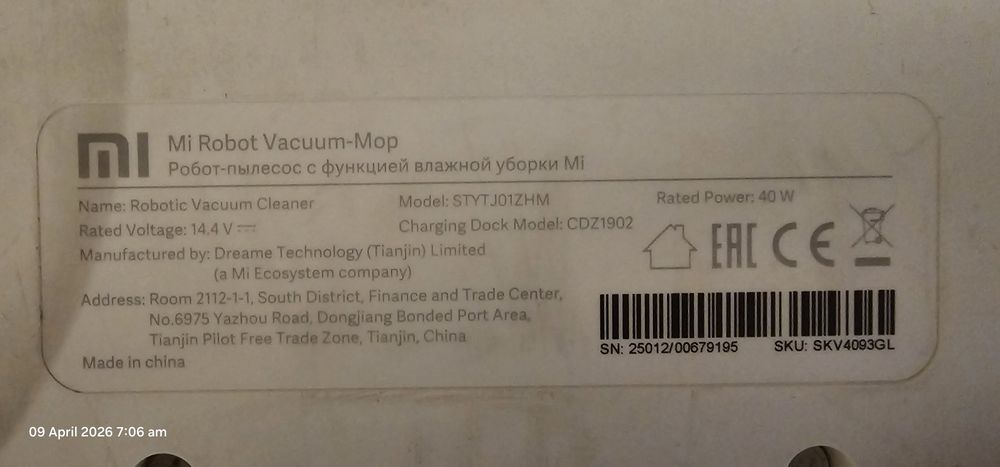 mi Mi Robot Vacuum-Mop
Робот-пылесос с функцией влажной уборки Mi
Name: Robotic Vacuum Cleaner
Model: STYTJ01ZHM
Rated Power: 40 W
Rated Voltage: 14.4 V
Charging Dock Model: CDZ1902
Manufactured by: Dreame Technology (Tianjin) Limited
(a Mi Ecosystem company)
EAC CE
Address: Room 2112-1-1, South District, Finance and Trade Center,
No.6975 Yazhou Road, Dongjiang Bonded Port Area,
Tianjin Pilot Free Trade Zone, Tianjin, China
Made in china
SN: 25012/00679195 SKU: SKV4093GL
09 April 2026 7:06 am